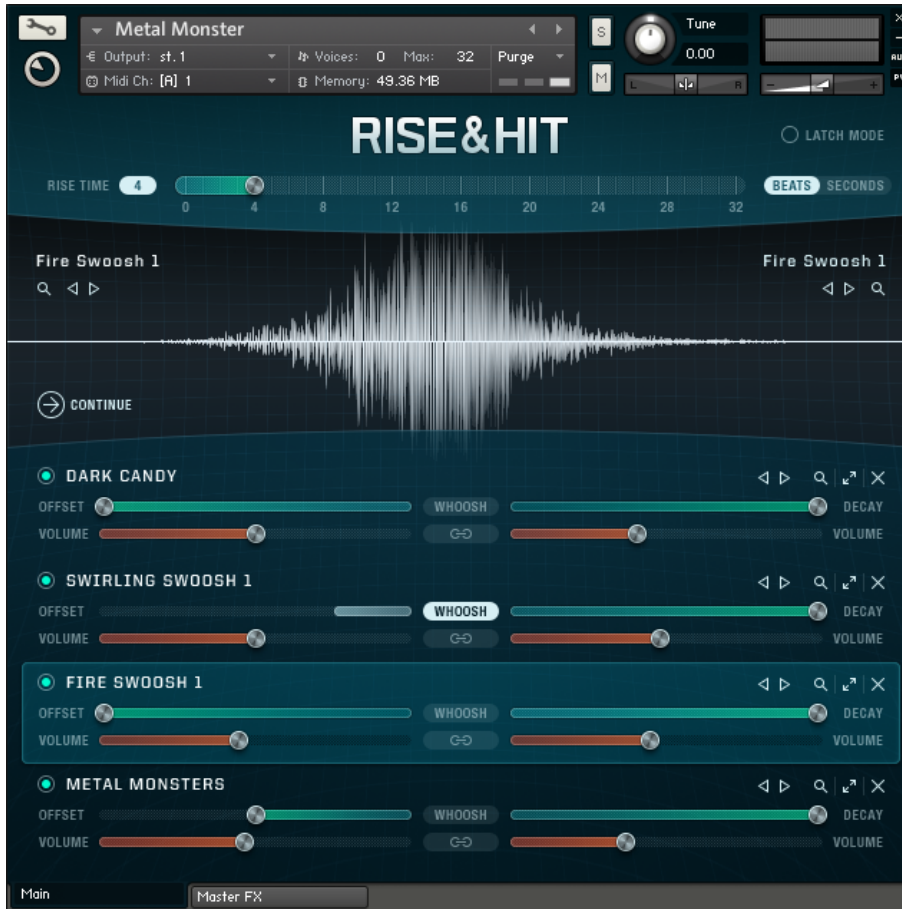 Metal Monster
S
Tune
0.00
Output: st.1
Voices: 0 Max: 32
Purge
Midi Ch: [A] 1
Memory: 49.36 MB
M
L
R
AU
PV
RISE&HIT
LATCH MODE
RISE TIME 4
BEATS SECONDS
0 4 8 12 16 20 24 28 32
Fire Swoosh 1
Fire Swoosh 1
CONTINUE
DARK CANDY
OFFSET WHOOSH DECAY
VOLUME VOLUME
SWIRLING SWOOSH 1
OFFSET WHOOSH DECAY
VOLUME VOLUME
FIRE SWOOSH 1
OFFSET WHOOSH DECAY
VOLUME VOLUME
METAL MONSTERS
OFFSET WHOOSH DECAY
VOLUME VOLUME
Main
Master FX